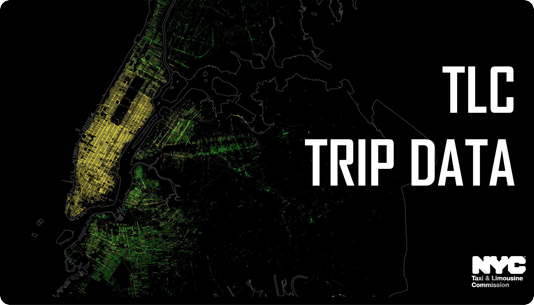 TLC
TRIP DATA
NYC
Taxi & Limousine
Commission